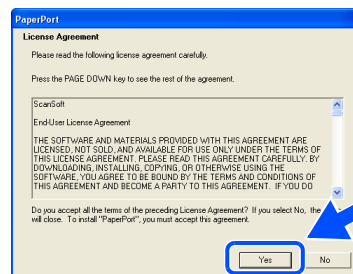 PaperPort
License Agreement
Please read the following license agreement carefully.
Press the PAGE DOWN key to see the rest of the agreement.
ScanSoft
End-User License Agreement
THE SOFTWARE AND MATERIALS PROVIDED WITH THIS AGREEMENT ARE
LICENSED, NOT SOLD, AND AVAILABLE FOR USE ONLY UNDER THE TERMS OF
THIS LICENSE AGREEMENT. PLEASE READ THIS AGREEMENT CAREFULLY. BY
DOWNLOADING, INSTALLING, COPYING, OR OTHERWISE USING THE
SOFTWARE, YOU AGREE TO BE BOUND BY THE TERMS AND CONDITIONS OF
THIS AGREEMENT AND BECOME A PARTY TO THIS AGREEMENT. IF YOU DO
Do you accept all the terms of the preceding License Agreement? If you select No, the
will close. To install "PaperPort", you must accept this agreement.
Yes
No